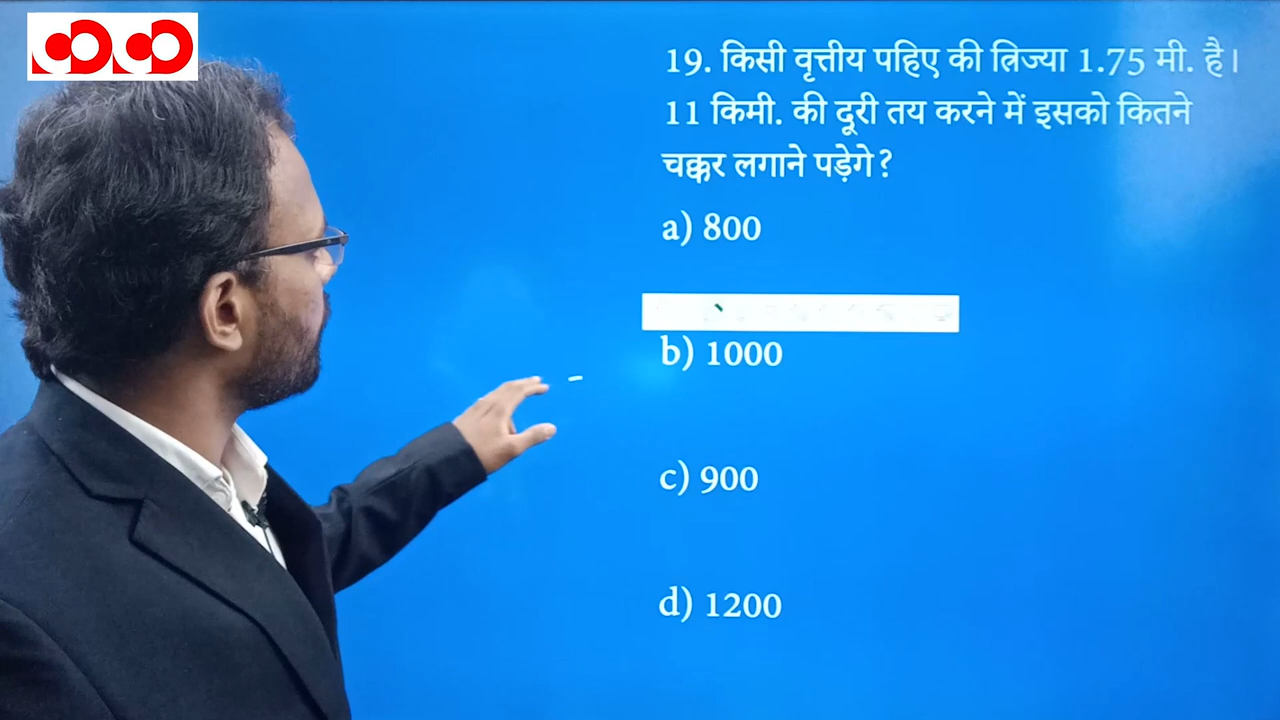 19. किसी वृत्तीय पहिए की त्रिज्या 1.75 मी. है।
11 किमी. की दूरी तय करने में इसको कितने
चक्कर लगाने पड़ेगे?
a) 800
b) 1000
c) 900
d) 1200